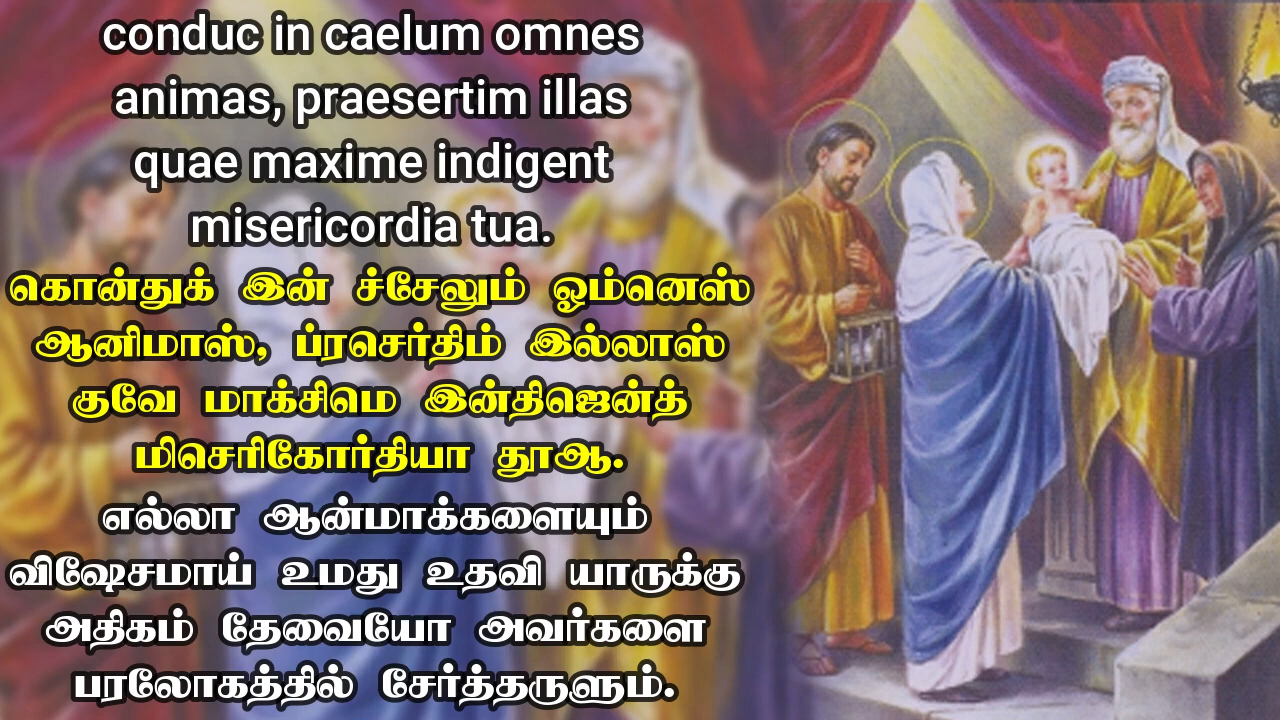 conduc in caelum omnes
animas, praesertim illas
quae maxime indigent
misericordia tua.
கொன்துக் இன் ச்சேலும் ஓம்னெஸ்
ஆனிமாஸ், ப்ரசெர்திம் இல்லாஸ்
குவே மாக்சிமெ இன்திஜென்த்
மிசெரிகோர்தியா தூஆ.
எல்லா ஆன்மாக்களையும்
விஷேசமாய் உமது உதவி யாருக்கு
அதிகம் தேவையோ அவர்களை
பரலோகத்தில் சேர்த்தருளும்.